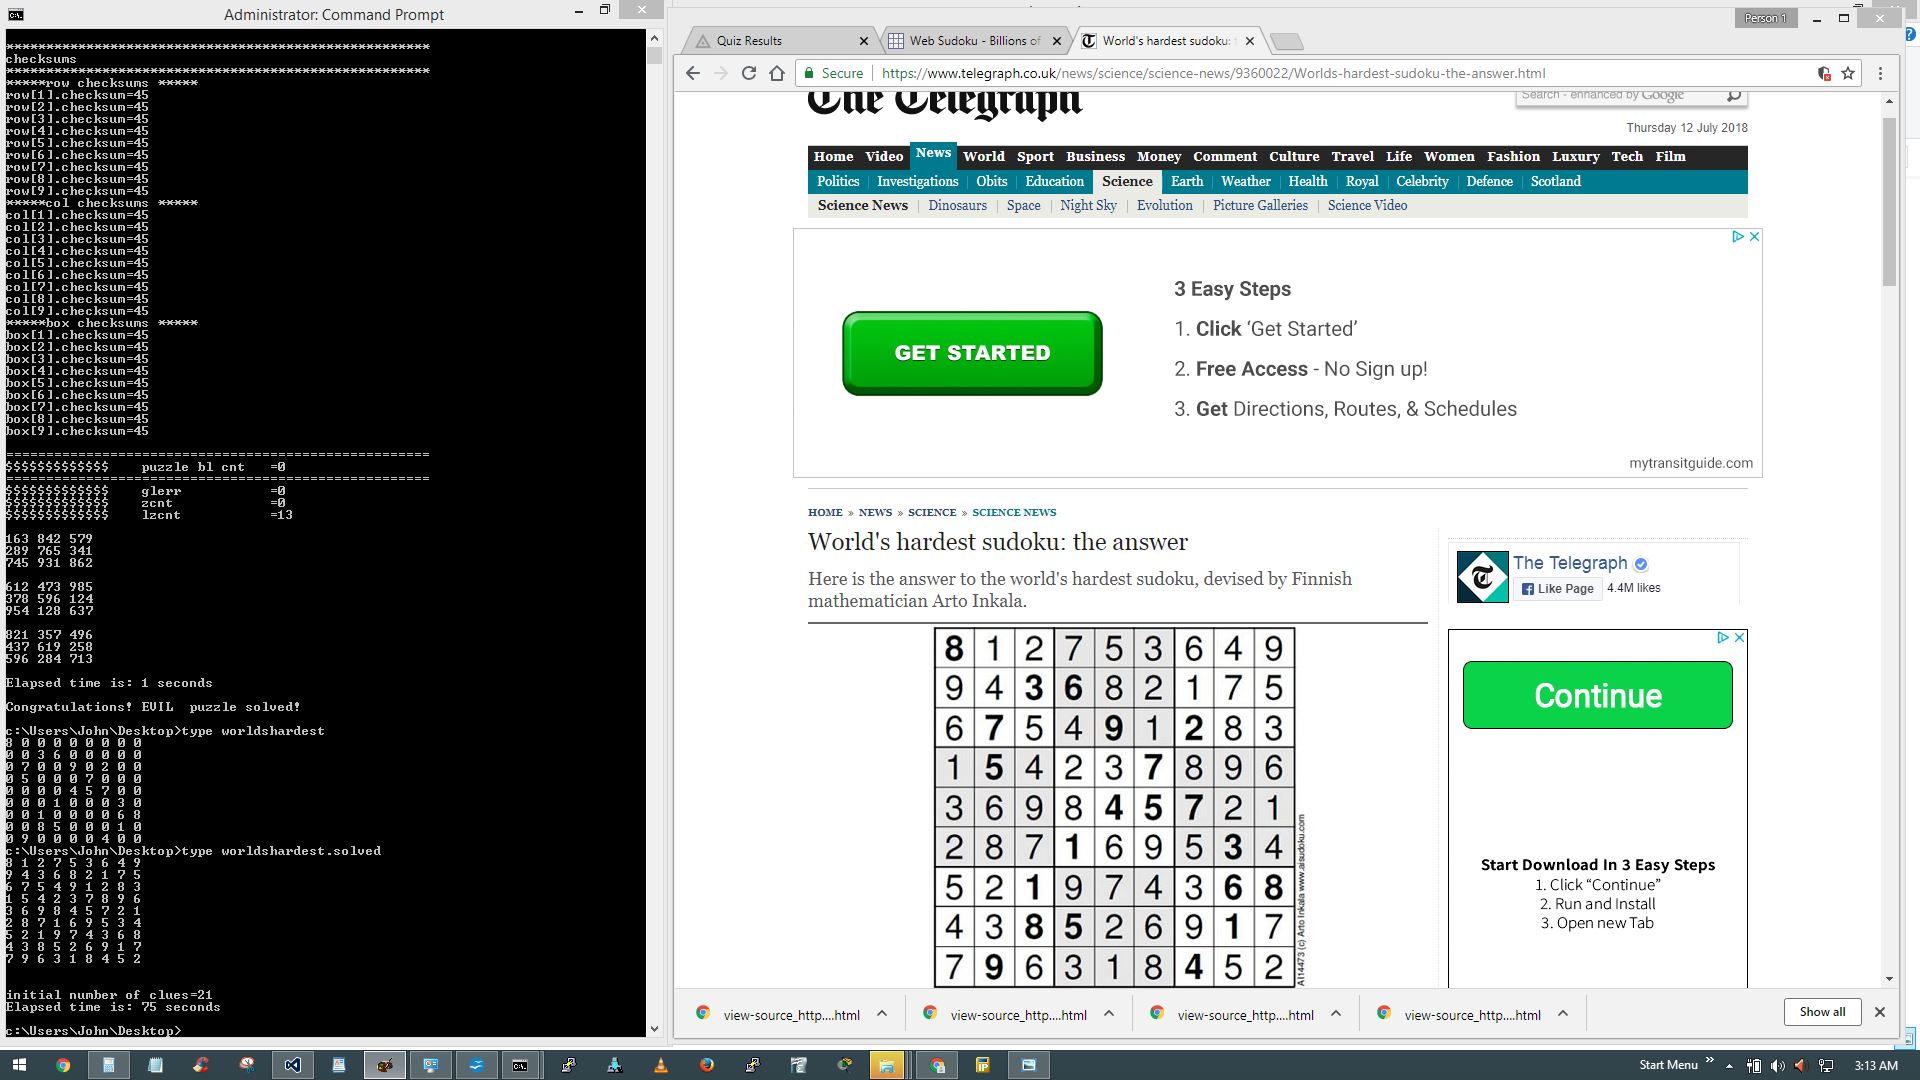 Administrator: Command Prompt
*****************************************************
checksums
*****************************************************
*****row checksums *****
row[1].checksum=45
row[2].checksum=45
row[3].checksum=45
row[4].checksum=45
row[5].checksum=45
row[6].checksum=45
row[7].checksum=45
row[8].checksum=45
row[9].checksum=45
*****col checksums *****
col[1].checksum=45
col[2].checksum=45
col[3].checksum=45
col[4].checksum=45
col[5].checksum=45
col[6].checksum=45
col[7].checksum=45
col[8].checksum=45
col[9].checksum=45
*****box checksums *****
box[1].checksum=45
box[2].checksum=45
box[3].checksum=45
box[4].checksum=45
box[5].checksum=45
box[6].checksum=45
box[7].checksum=45
box[8].checksum=45
box[9].checksum=45
=====================================================
$$$$$$$$$$$$$ puzzle bl cnt =0
=====================================================
$$$$$$$$$$$$$ glerr =0
$$$$$$$$$$$$$ zcnt =0
$$$$$$$$$$$$$ lzcnt =13
163 842 579
289 765 341
745 931 862
612 473 985
378 596 124
954 128 637
821 357 496
437 619 258
596 284 713
Elapsed time is: 1 seconds
Congratulations! EVIL puzzle solved!
c:\Users\John\Desktop>type worldshardest
8 0 0 0 0 0 0 0 0
0 0 3 6 0 0 0 0 0
0 7 0 0 9 0 2 0 0
0 5 0 0 0 7 0 0 0
0 0 0 0 4 5 7 0 0
0 0 0 1 0 0 0 3 0
0 0 1 0 0 0 0 6 8
0 0 8 5 0 0 0 1 0
0 9 0 0 0 0 4 0 0
c:\Users\John\Desktop>type worldshardest.solved
8 1 2 7 5 3 6 4 9
9 4 3 6 8 2 1 7 5
6 7 5 4 9 1 2 8 3
1 5 4 2 3 7 8 9 6
3 6 9 8 4 5 7 2 1
2 8 7 1 6 9 5 3 4
5 2 1 9 7 4 3 6 8
4 3 8 5 2 6 9 1 7
7 9 6 3 1 8 4 5 2
initial number of clues=21
Elapsed time is: 75 seconds
c:\Users\John\Desktop>
Person 1
Quiz Results
Web Sudoku - Billions of
World's hardest sudoku:
Secure https://www.telegraph.co.uk/news/science/science-news/9360022/Worlds-hardest-sudoku-the-answer.html
The Telegraph
Search - enhanced by Google
Thursday 12 July 2018
Home Video News World Sport Business Money Comment Culture Travel Life Women Fashion Luxury Tech Film
Politics Investigations Obits Education Science Earth Weather Health Royal Celebrity Defence Scotland
Science News Dinosaurs Space Night Sky Evolution Picture Galleries Science Video
GET STARTED
3 Easy Steps
1. Click ‘Get Started’
2. Free Access - No Sign up!
3. Get Directions, Routes, & Schedules
mytransitguide.com
HOME » NEWS » SCIENCE » SCIENCE NEWS
World's hardest sudoku: the answer
Here is the answer to the world's hardest sudoku, devised by Finnish
mathematician Arto Inkala.
8 1 2 7 5 3 6 4 9
9 4 3 6 8 2 1 7 5
6 7 5 4 9 1 2 8 3
1 5 4 2 3 7 8 9 6
3 6 9 8 4 5 7 2 1
2 8 7 1 6 9 5 3 4
5 2 1 9 7 4 3 6 8
4 3 8 5 2 6 9 1 7
7 9 6 3 1 8 4 5 2
AI14473 (c) Arto Inkala www.aisudoku.com
The Telegraph
Like Page 4.4M likes
Continue
Start Download In 3 Easy Steps
1. Click “Continue”
2. Run and Install
3. Open new Tab
view-source_http....html
view-source_http....html
view-source_http....html
view-source_http....html
Show all
Start Menu
3:13 AM